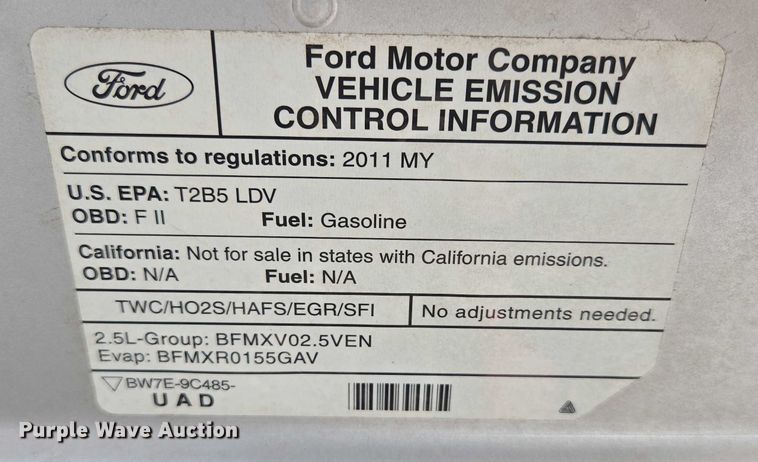 Ford
Ford Motor Company
VEHICLE EMISSION
CONTROL INFORMATION
Conforms to regulations: 2011 MY
U.S. EPA: T2B5 LDV
OBD: F II Fuel: Gasoline
California: Not for sale in states with California emissions.
OBD: N/A Fuel: N/A
TWC/HO2S/HAFS/EGR/SFI No adjustments needed.
2.5L-Group: BFMXV02.5VEN
Evap: BFMXR0155GAV
BW7E-9C485-
UAD
Purple Wave Auction